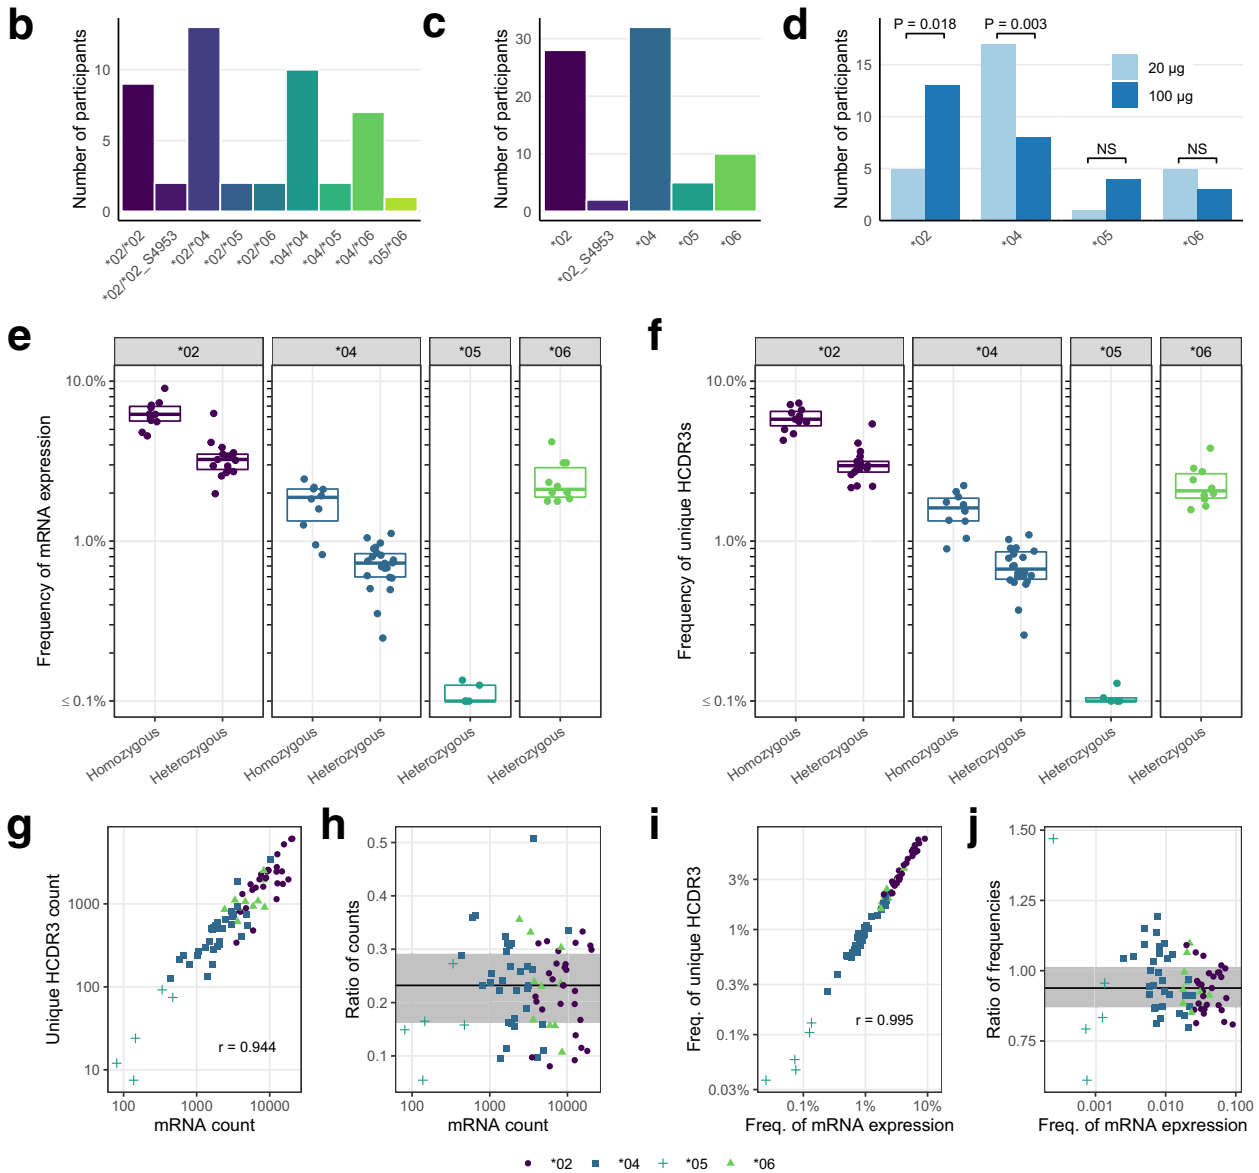 b
Number of participants
10
5
0
*02/*02
*02/*02_S4953
*02/*04
*02/*05
*02/*06
*04/*04
*04/*05
*04/*06
*05/*06
c
Number of participants
30
20
10
0
*02
*02_S4953
*04
*05
*06
d
Number of participants
15
10
5
0
P = 0.018
P = 0.003
NS
NS
20 µg
100 µg
*02
*04
*05
*06
e
Frequency of mRNA expression
*02
*04
*05
*06
10.0%
1.0%
≤ 0.1%
Homozygous
Heterozygous
Homozygous
Heterozygous
Heterozygous
Heterozygous
f
Frequency of unique HCDR3s
*02
*04
*05
*06
10.0%
1.0%
≤ 0.1%
Homozygous
Heterozygous
Homozygous
Heterozygous
Heterozygous
Heterozygous
g
Unique HCDR3 count
1000
100
10
r = 0.944
100
1000
10000
mRNA count
h
Ratio of counts
0.5
0.4
0.3
0.2
0.1
100
1000
10000
mRNA count
i
Freq. of unique HCDR3
3%
1%
0.3%
0.1%
0.03%
r = 0.995
0.1%
1%
10%
Freq. of mRNA expression
j
Ratio of frequencies
1.50
1.25
1.00
0.75
0.001
0.010
0.100
Freq. of mRNA epxression
*02
*04
*05
*06